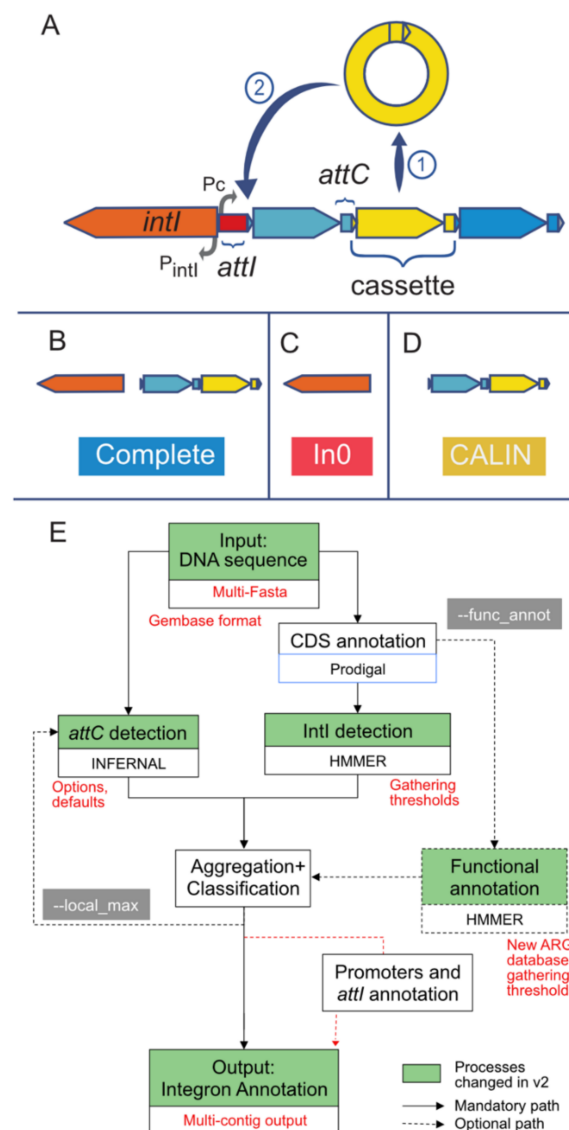 A
2
1
attC
Pc
intI
PintI
attI
cassette
B
C
D
Complete
In0
CALIN
E
Input:
DNA sequence
Multi-Fasta
Gembase format
--func_annot
CDS annotation
Prodigal
attC detection
INFERNAL
Options,
defaults
IntI detection
HMMER
Gathering
thresholds
Aggregation+
Classification
--local_max
Functional
annotation
HMMER
New ARG
database
gathering
threshold
Promoters and
attI annotation
Output:
Integron Annotation
Multi-contig output
Processes
changed in v2
Mandatory path
Optional path